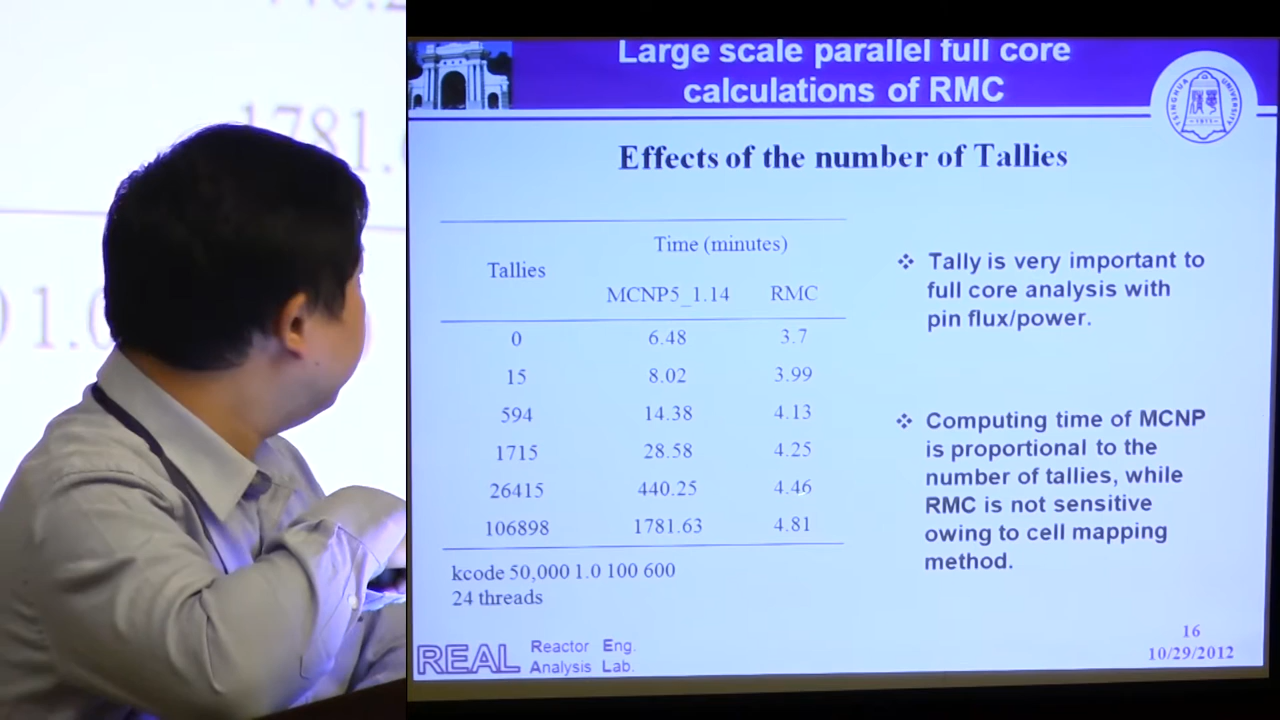 1781.
1.0
Large scale parallel full core
calculations of RMC
TSINGHUA UNIVERSITY
1911
Effects of the number of Tallies
Tallies
Time (minutes)
MCNP5_1.14 RMC
0 6.48 3.7
15 8.02 3.99
594 14.38 4.13
1715 28.58 4.25
26415 440.25 4.46
106898 1781.63 4.81
kcode 50,000 1.0 100 600
24 threads
❖ Tally is very important to
full core analysis with
pin flux/power.
❖ Computing time of MCNP
is proportional to the
number of tallies, while
RMC is not sensitive
owing to cell mapping
method.
REAL Reactor Eng.
Analysis Lab.
16
10/29/2012